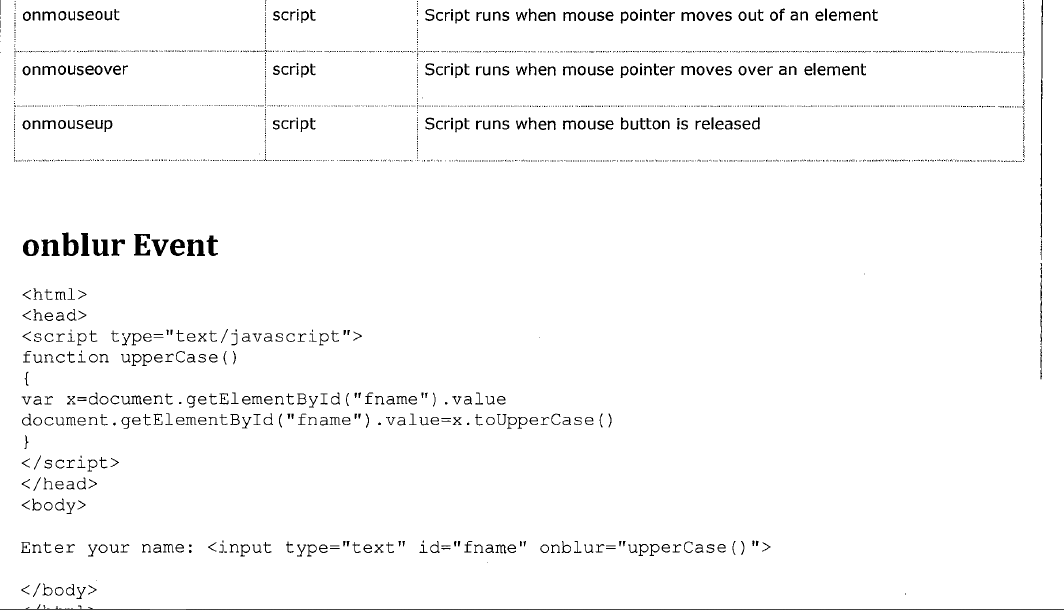 onmouseout script Script runs when mouse pointer moves out of an element
onmouseover script Script runs when mouse pointer moves over an element
onmouseup script Script runs when mouse button is released
onblur Event
<html>
<head>
<script type="text/javascript">
function upperCase()
{
var x=document.getElementById("fname").value
document.getElementById("fname").value=x.toUpperCase()
}
</script>
</head>
<body>
Enter your name: <input type="text" id="fname" onblur="upperCase()">
</body>